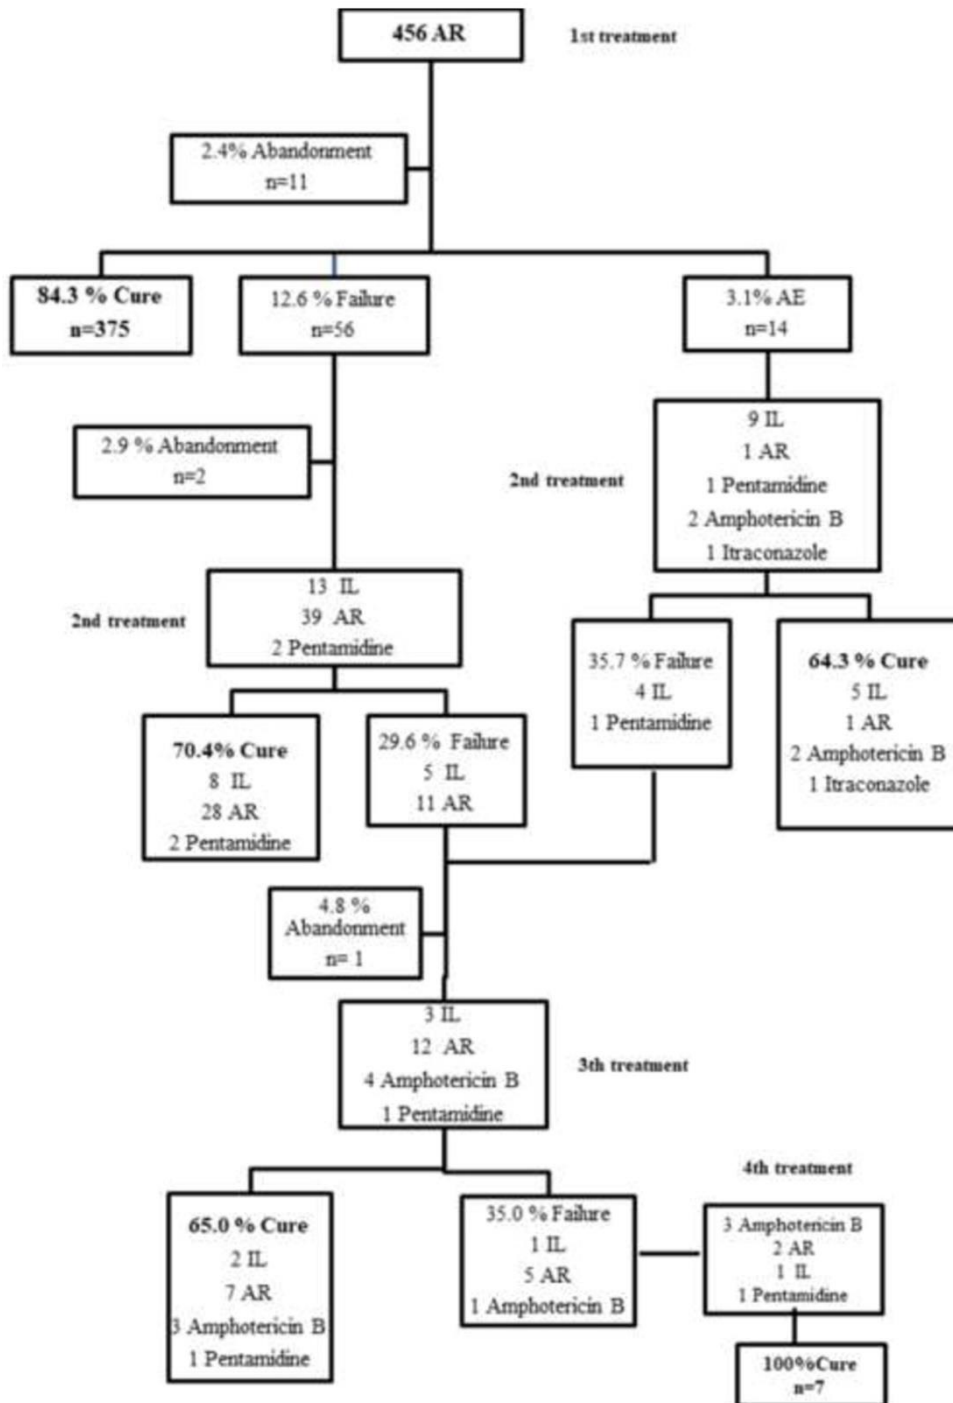 456 AR
1st treatment
2.4% Abandonment
n=11
84.3 % Cure
n=375
12.6 % Failure
n=56
3.1% AE
n=14
2.9 % Abandonment
n=2
2nd treatment
9 IL
1 AR
1 Pentamidine
2 Amphotericin B
1 Itraconazole
2nd treatment
13 IL
39 AR
2 Pentamidine
35.7 % Failure
4 IL
1 Pentamidine
64.3 % Cure
5 IL
1 AR
2 Amphotericin B
1 Itraconazole
70.4% Cure
8 IL
28 AR
2 Pentamidine
29.6 % Failure
5 IL
11 AR
4.8 %
Abandonment
n= 1
3 IL
12 AR
4 Amphotericin B
1 Pentamidine
3th treatment
65.0 % Cure
2 IL
7 AR
3 Amphotericin B
1 Pentamidine
35.0 % Failure
1 IL
5 AR
1 Amphotericin B
4th treatment
3 Amphotericin B
2 AR
1 IL
1 Pentamidine
100%Cure
n=7